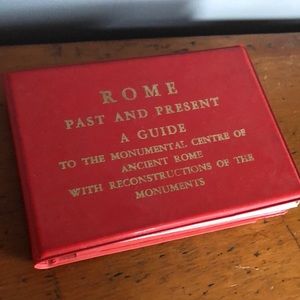 ROME
PAST AND PRESENT
A GUIDE
TO THE MONUMENTAL CENTRE OF
ANCIENT ROME
WITH RECONSTRUCTIONS OF THE
MONUMENTS